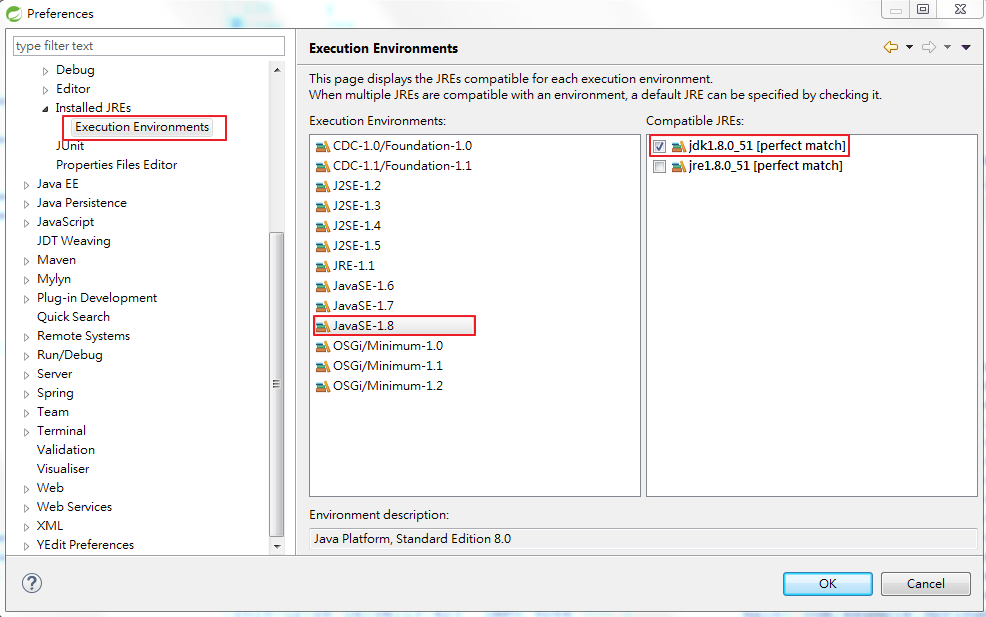 Preferences
type filter text
Debug
Editor
Installed JREs
Execution Environments
JUnit
Properties Files Editor
Java EE
Java Persistence
JavaScript
JDT Weaving
Maven
Mylyn
Plug-in Development
Quick Search
Remote Systems
Run/Debug
Server
Spring
Team
Terminal
Validation
Visualiser
Web
Web Services
XML
YEdit Preferences
Execution Environments
This page displays the JREs compatible for each execution environment.
When multiple JREs are compatible with an environment, a default JRE can be specified by checking it.
Execution Environments:
CDC-1.0/Foundation-1.0
CDC-1.1/Foundation-1.1
J2SE-1.2
J2SE-1.3
J2SE-1.4
J2SE-1.5
JRE-1.1
JavaSE-1.6
JavaSE-1.7
JavaSE-1.8
OSGi/Minimum-1.0
OSGi/Minimum-1.1
OSGi/Minimum-1.2
Compatible JREs:
jdk1.8.0_51 [perfect match]
jre1.8.0_51 [perfect match]
Environment description:
Java Platform, Standard Edition 8.0
?
OK
Cancel